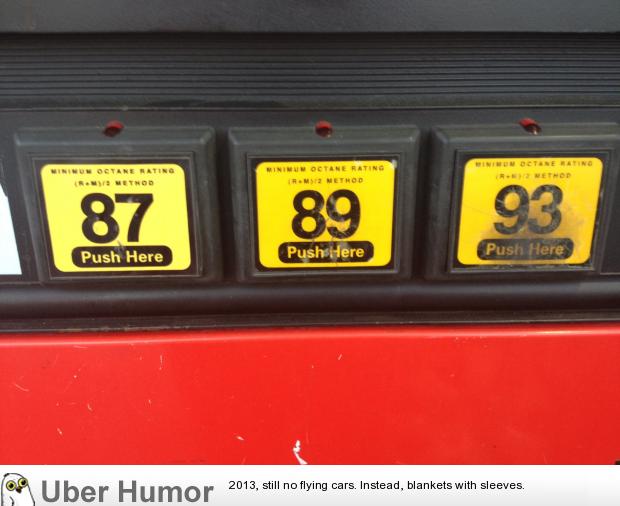 MINIMUM OCTANE RATING
(R+M)/2 METHOD
87
Push Here
MINIMUM OCTANE RATING
(R+M)/2 METHOD
89
Push Here
MINIMUM OCTANE RATING
(R+M)/2 METHOD
93
Push Here
Uber Humor
2013, still no flying cars. Instead, blankets with sleeves.